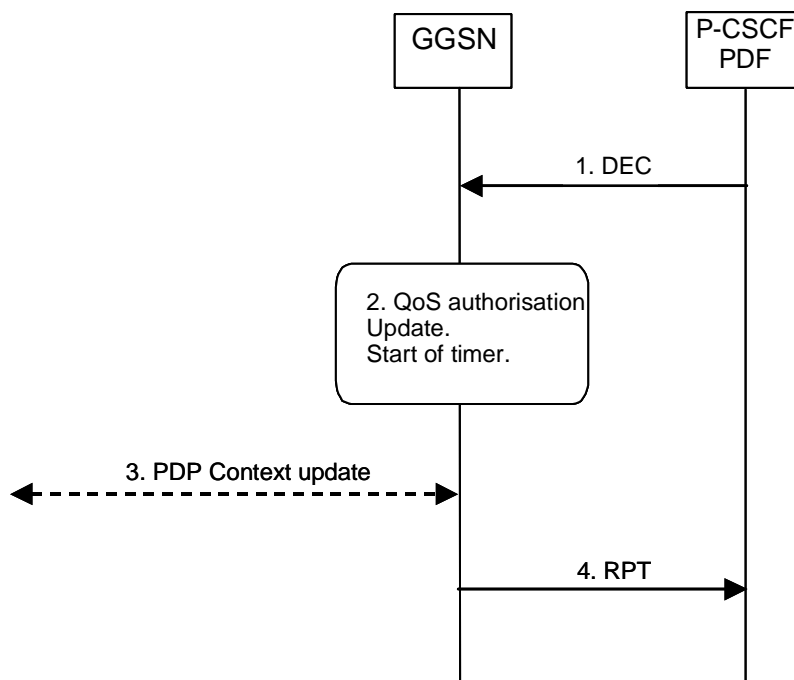 GGSN
P-CSCF
PDF
1. DEC
2. QoS authorisation
Update.
Start of timer.
3. PDP Context update
4. RPT